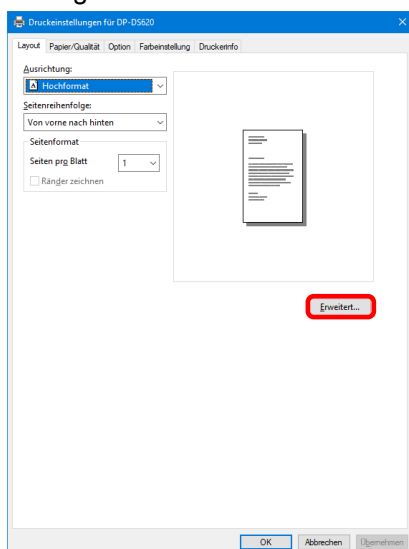 Druckeinstellungen für DP-DS620
Layout Papier/Qualität Option Farbeinstellung Druckerinfo
Ausrichtung:
Hochformat
Seitenreihenfolge:
Von vorne nach hinten
Seitenformat
Seiten pro Blatt 1
Ränder zeichnen
Erweitert...
OK Abbrechen Übernehmen